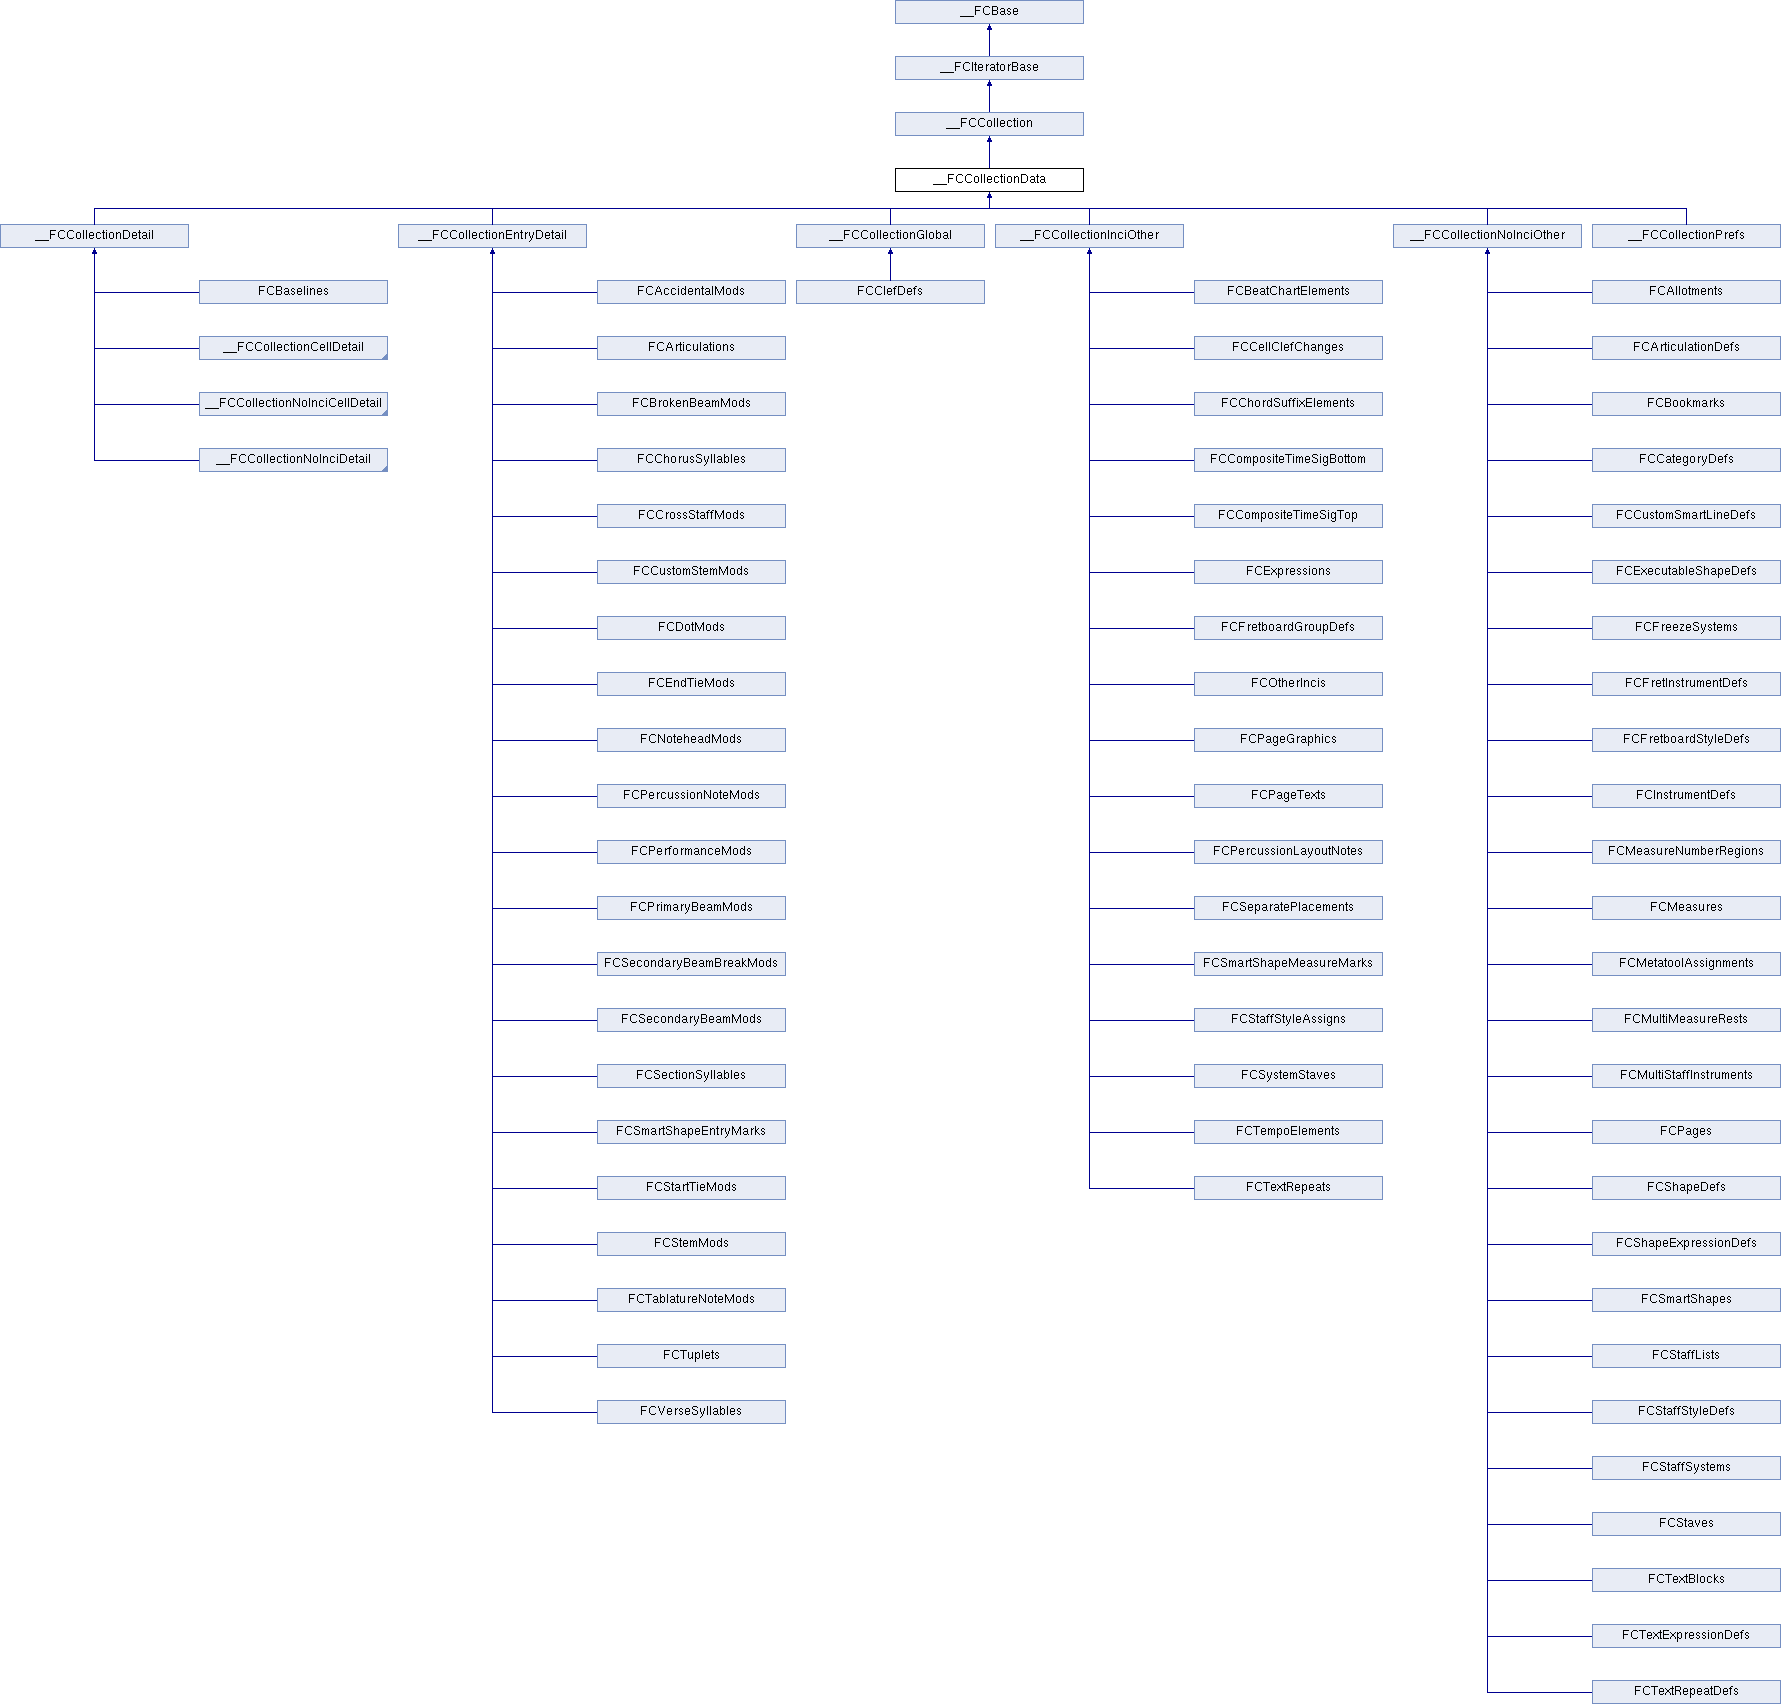 __FCBase
__FCIteratorBase
__FCCollection
__FCCollectionData
__FCCollectionDetail
__FCCollectionEntryDetail
__FCCollectionGlobal
__FCCollectionInciOther
__FCCollectionNoInciOther
__FCCollectionPrefs
FCBaselines
__FCCollectionCellDetail
__FCCollectionNoInciCellDetail
__FCCollectionNoInciDetail
FCAccidentalMods
FCArticulations
FCBrokenBeamMods
FCChorusSyllables
FCCrossStaffMods
FCCustomStemMods
FCDotMods
FCEndTieMods
FCNoteheadMods
FCPercussionNoteMods
FCPerformanceMods
FCPrimaryBeamMods
FCSecondaryBeamBreakMods
FCSecondaryBeamMods
FCSectionSyllables
FCSmartShapeEntryMarks
FCStartTieMods
FCStemMods
FCTablatureNoteMods
FCTuplets
FCVerseSyllables
FCClefDefs
FCBeatChartElements
FCCellClefChanges
FCChordSuffixElements
FCCompositeTimeSigBottom
FCCompositeTimeSigTop
FCExpressions
FCFretboardGroupDefs
FCOtherIncis
FCPageGraphics
FCPageTexts
FCPercussionLayoutNotes
FCSeparatePlacements
FCSmartShapeMeasureMarks
FCStaffStyleAssigns
FCSystemStaves
FCTempoElements
FCTextRepeats
FCAllotments
FCArticulationDefs
FCBookmarks
FCCategoryDefs
FCCustomSmartLineDefs
FCExecutableShapeDefs
FCFreezeSystems
FCFretInstrumentDefs
FCFretboardStyleDefs
FCInstrumentDefs
FCMeasureNumberRegions
FCMeasures
FCMetatoolAssignments
FCMultiMeasureRests
FCMultiStaffInstruments
FCPages
FCShapeDefs
FCShapeExpressionDefs
FCSmartShapes
FCStaffLists
FCStaffStyleDefs
FCStaffSystems
FCStaves
FCTextBlocks
FCTextExpressionDefs
FCTextRepeatDefs